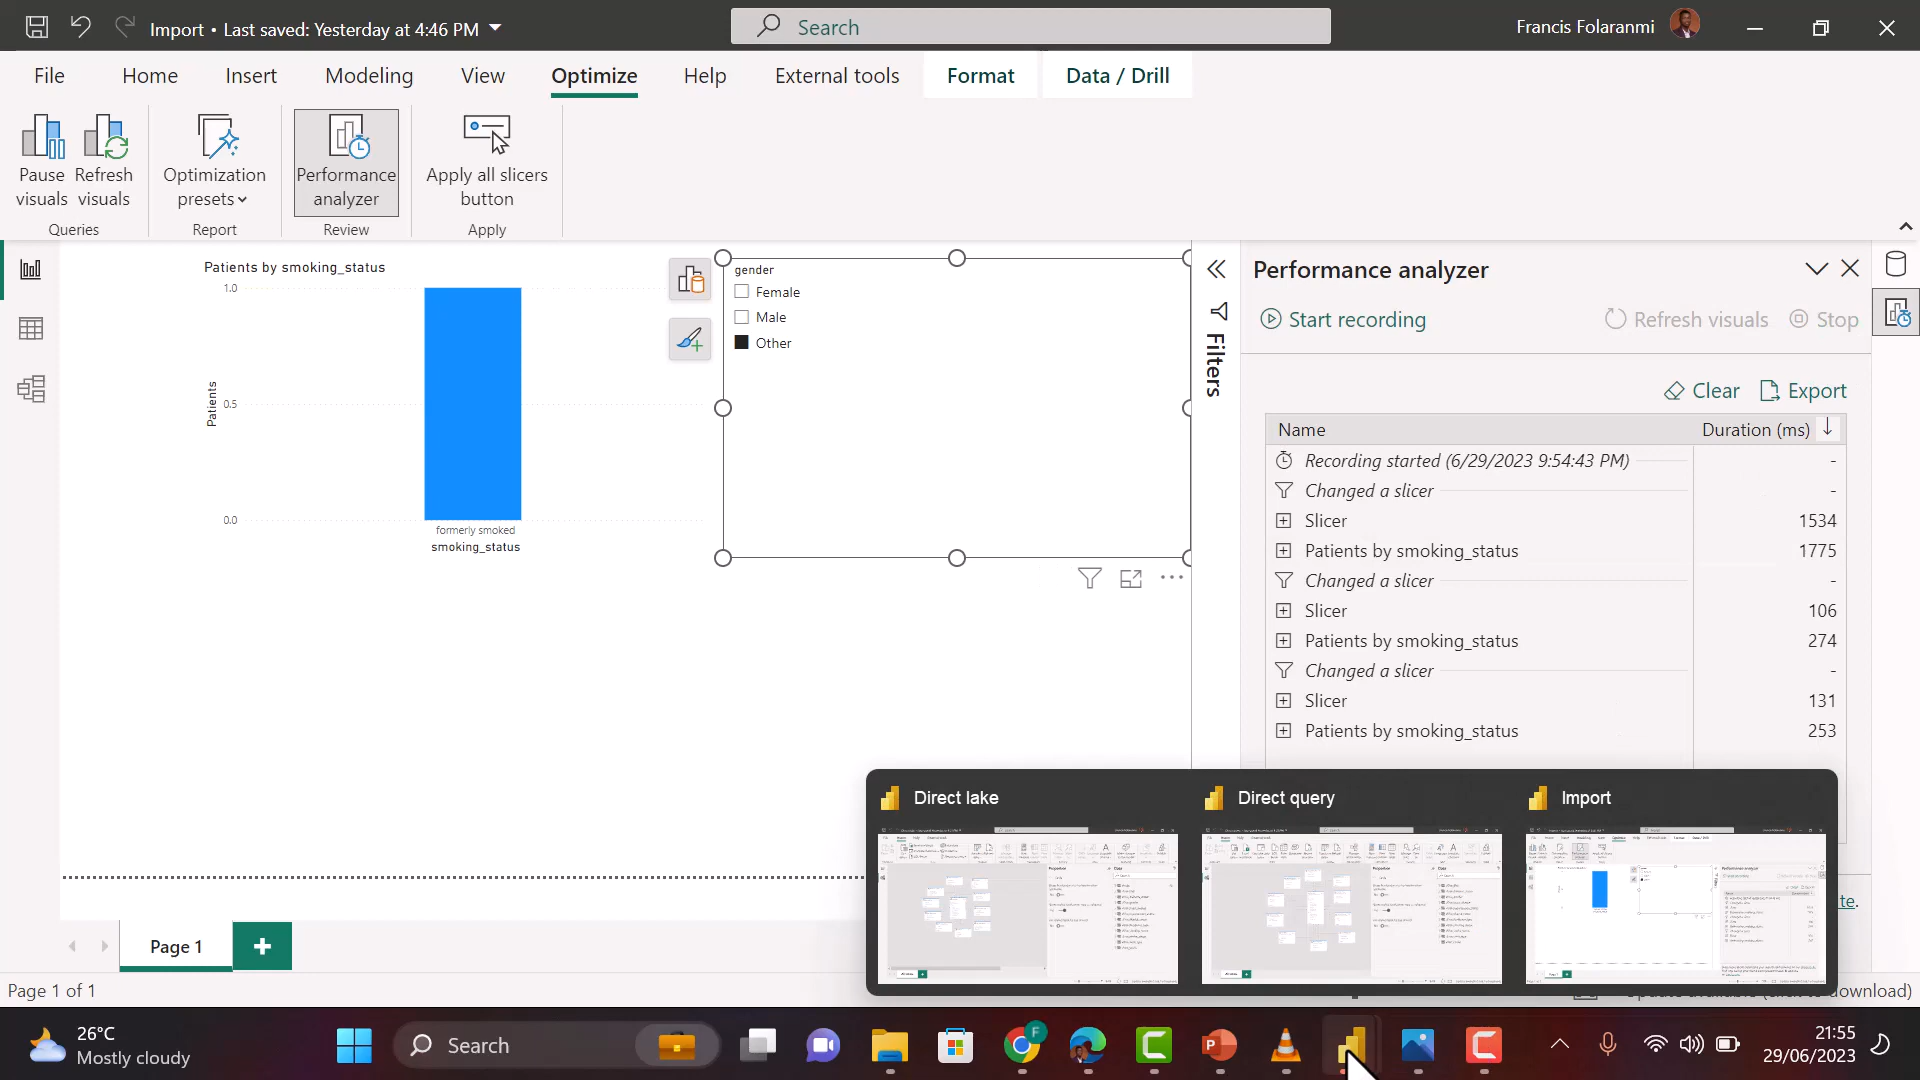 Import • Last saved: Yesterday at 4:46 PM
Search
Francis Folaranmi
File
Home
Insert
Modeling
View
Optimize
Help
External tools
Format
Data / Drill
Pause visuals
Refresh visuals
Optimization presets
Performance analyzer
Apply all slicers button
Queries
Report
Review
Apply
Patients by smoking_status
1.0
0.5
0.0
Patients
formerly smoked
smoking_status
gender
Female
Male
Other
Filters
Performance analyzer
Start recording
Refresh visuals
Stop
Clear
Export
Name
Duration (ms)
Recording started (6/29/2023 9:54:43 PM)
-
Changed a slicer
-
Slicer
1534
Patients by smoking_status
1775
Changed a slicer
-
Slicer
106
Patients by smoking_status
274
Changed a slicer
-
Slicer
131
Patients by smoking_status
253
te.
Direct lake
Direct query
Import
Page 1
Page 1 of 1
download)
26°C
Mostly cloudy
Search
21:55
29/06/2023